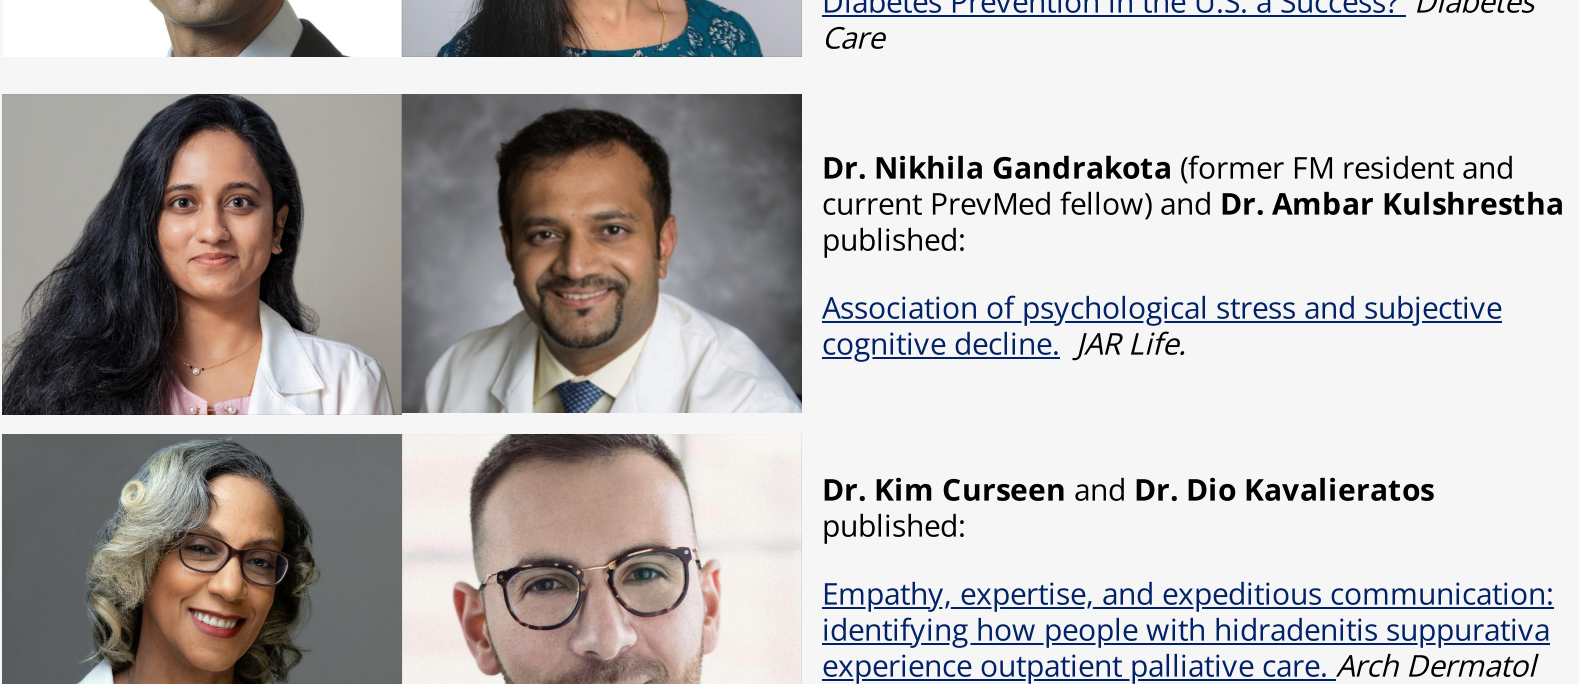 Diabetes Prevention in the U.S. a Success? Diabetes
Care
Dr. Nikhila Gandrakota (former FM resident and
current PrevMed fellow) and Dr. Ambar Kulshrestha
published:
Association of psychological stress and subjective
cognitive decline. JAR Life.
Dr. Kim Curseen and Dr. Dio Kavalieratos
published:
Empathy, expertise, and expeditious communication:
identifying how people with hidradenitis suppurativa
experience outpatient palliative care. Arch Dermatol